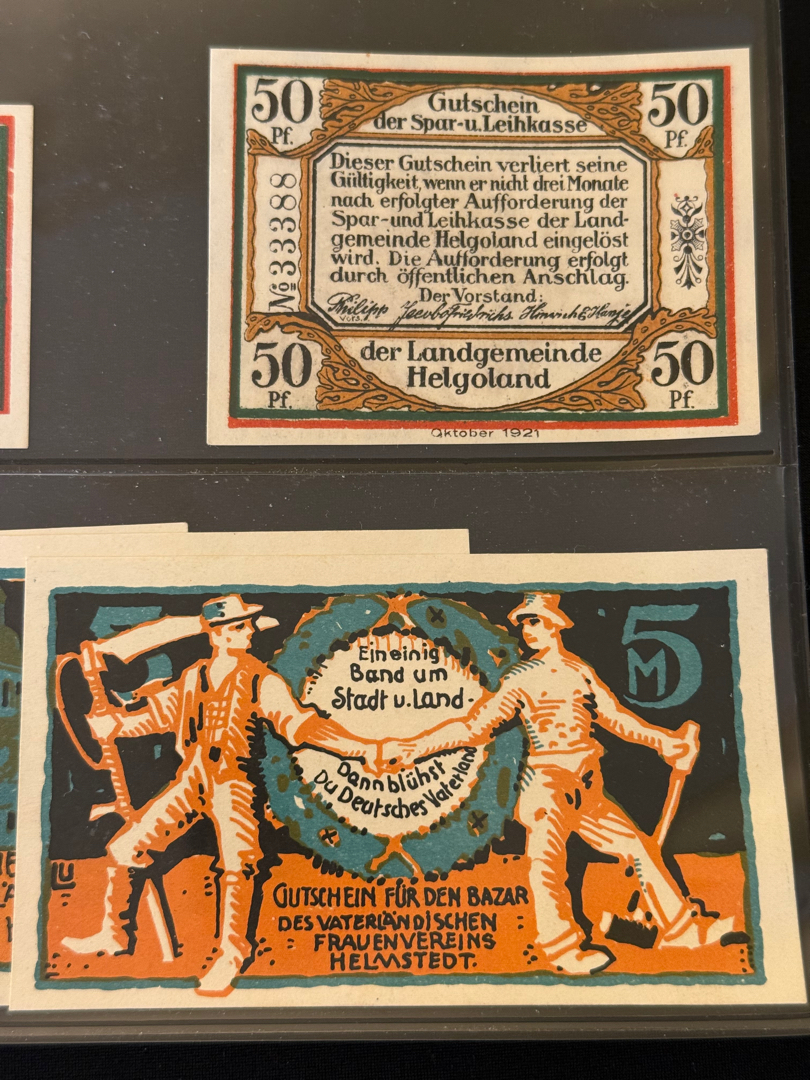 50 Pf.
Gutschein
der Spar-u.Leihkasse
50 Pf.
Dieser Gutschein verliert seine
Gültigkeit, wenn er nicht drei Monate
nach erfolgter Aufforderung der
Spar-und Leihkasse der Land-
gemeinde Helgoland eingelöst
wird. Die Aufforderung erfolgt
durch öffentlichen Anschlag.
Der Vorstand:
Philipp
Vors.
№ 33388
50 Pf.
der Landgemeinde
Helgoland
50 Pf.
Oktober 1921
5
5
M
Ein einig
Band um
Stadt u. Land-
Dann blühst
Du Deutsches Vaterland
GUTSCHEIN FÜR DEN BAZAR
DES VATERLÄNDISCHEN
FRAUENVEREINS
HELMSTEDT.